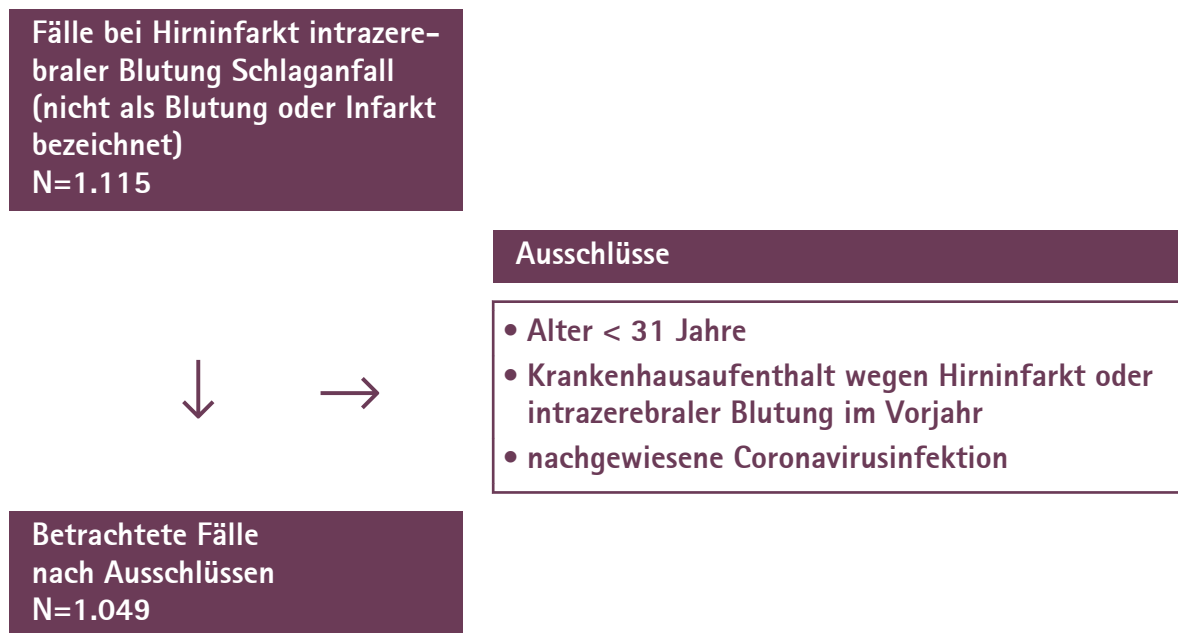 Fälle bei Hirninfarkt intrazere-
braler Blutung Schlaganfall
(nicht als Blutung oder Infarkt
bezeichnet)
N=1.115
Ausschlüsse
• Alter < 31 Jahre
• Krankenhausaufenthalt wegen Hirninfarkt oder
intrazerebraler Blutung im Vorjahr
• nachgewiesene Coronavirusinfektion
Betrachtete Fälle
nach Ausschlüssen
N=1.049